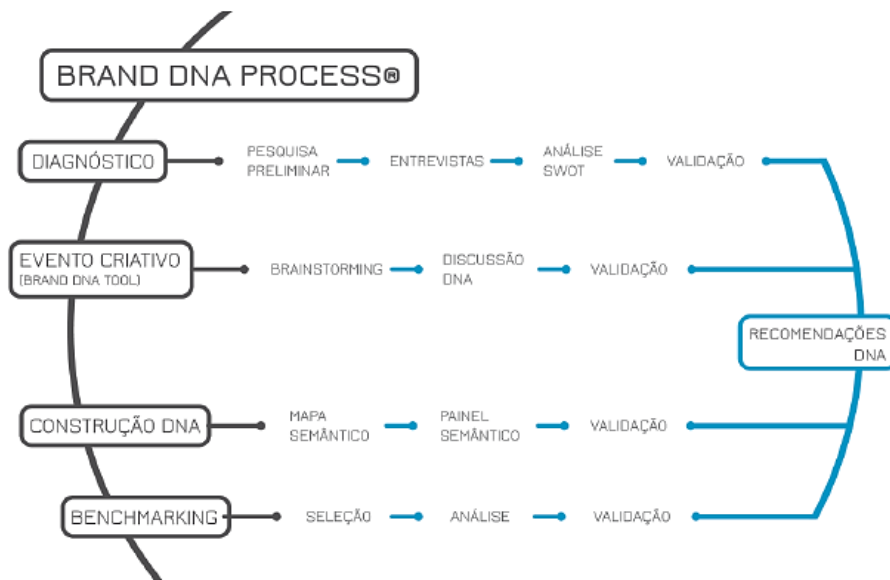 BRAND DNA PROCESS®
DIAGNÓSTICO
PESQUISA
PRELIMINAR
ENTREVISTAS
ANÁLISE
SWOT
VALIDAÇÃO
EVENTO CRIATIVO
(BRAND DNA TOOL)
BRAINSTORMING
DISCUSSÃO
DNA
VALIDAÇÃO
RECOMENDAÇÕES
DNA
CONSTRUÇÃO DNA
MAPA
SEMÂNTICO
PAINEL
SEMÂNTICO
VALIDAÇÃO
BENCHMARKING
SELEÇÃO
ANÁLISE
VALIDAÇÃO